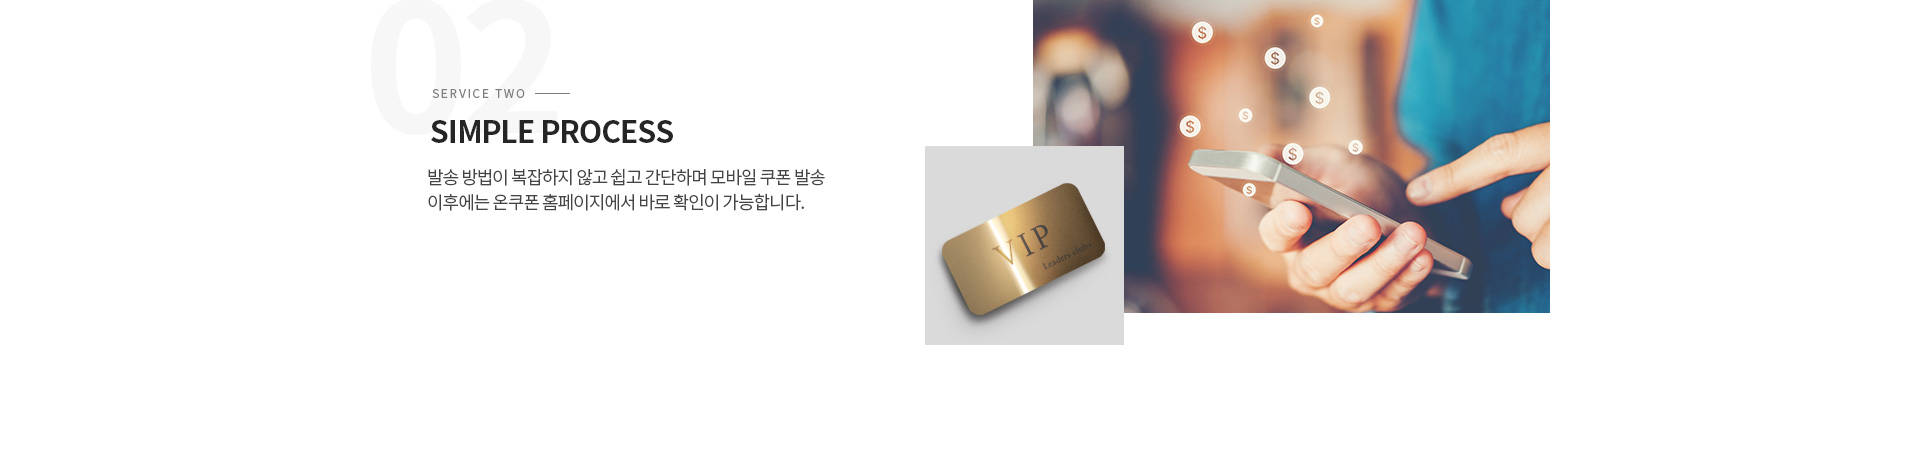 02
SERVICE TWO
SIMPLE PROCESS
발송 방법이 복잡하지 않고 쉽고 간단하며 모바일 쿠폰 발송
이후에는 온쿠폰 홈페이지에서 바로 확인이 가능합니다.
VIP
Leaders club.
$
$
$
$
$
$
$
$
$